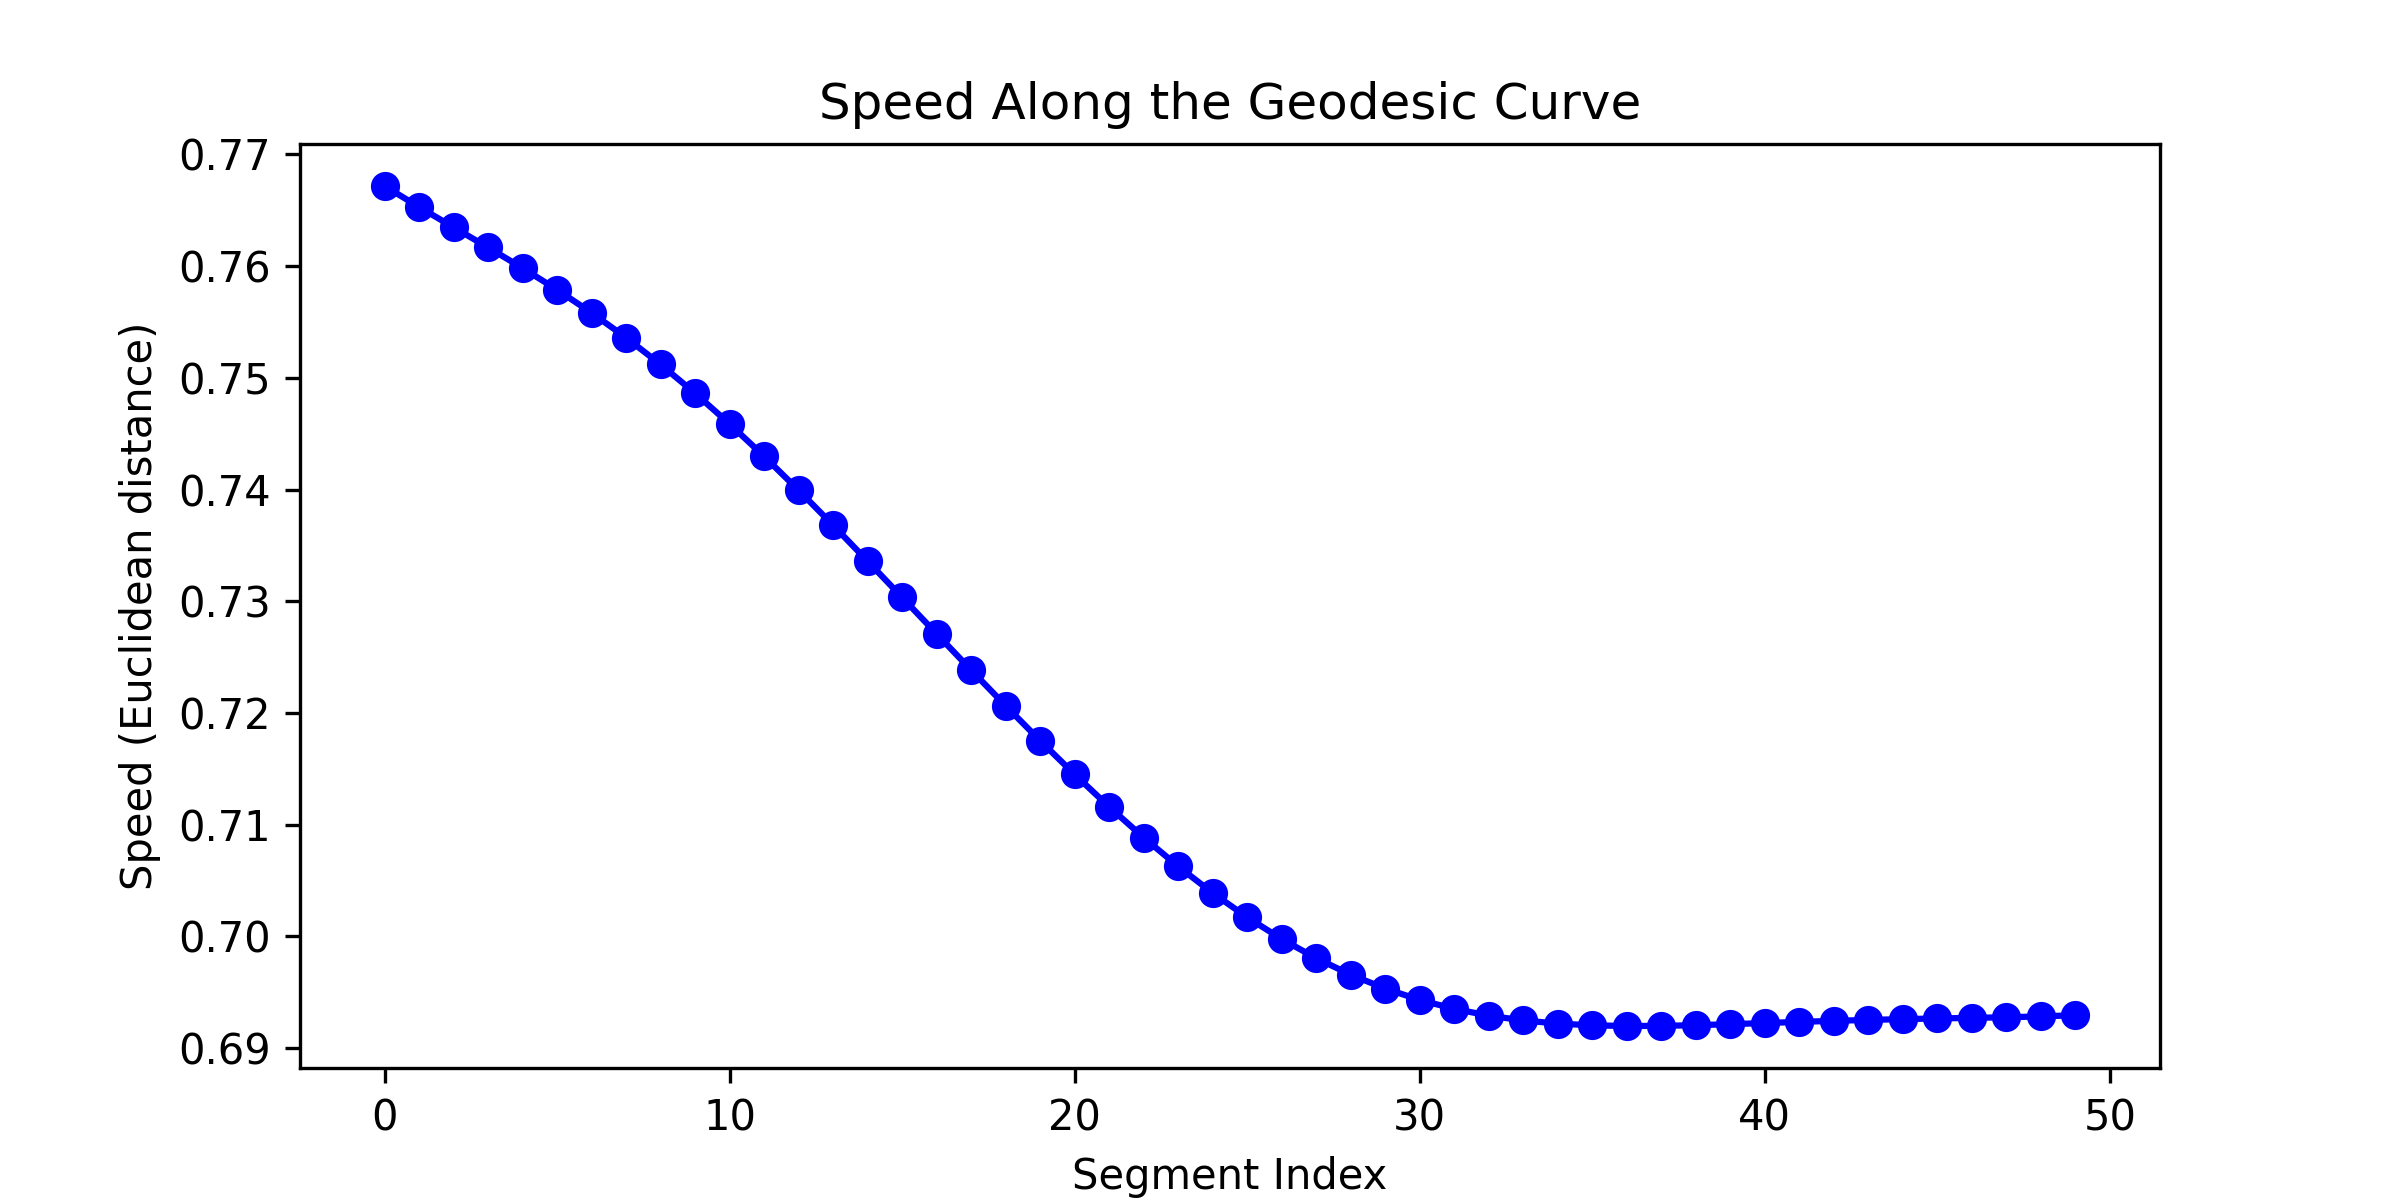 Speed Along the Geodesic Curve
0.77
0.76
0.75
0.74
0.73
0.72
0.71
0.70
0.69
Speed (Euclidean distance)
0 10 20 30 40 50
Segment Index